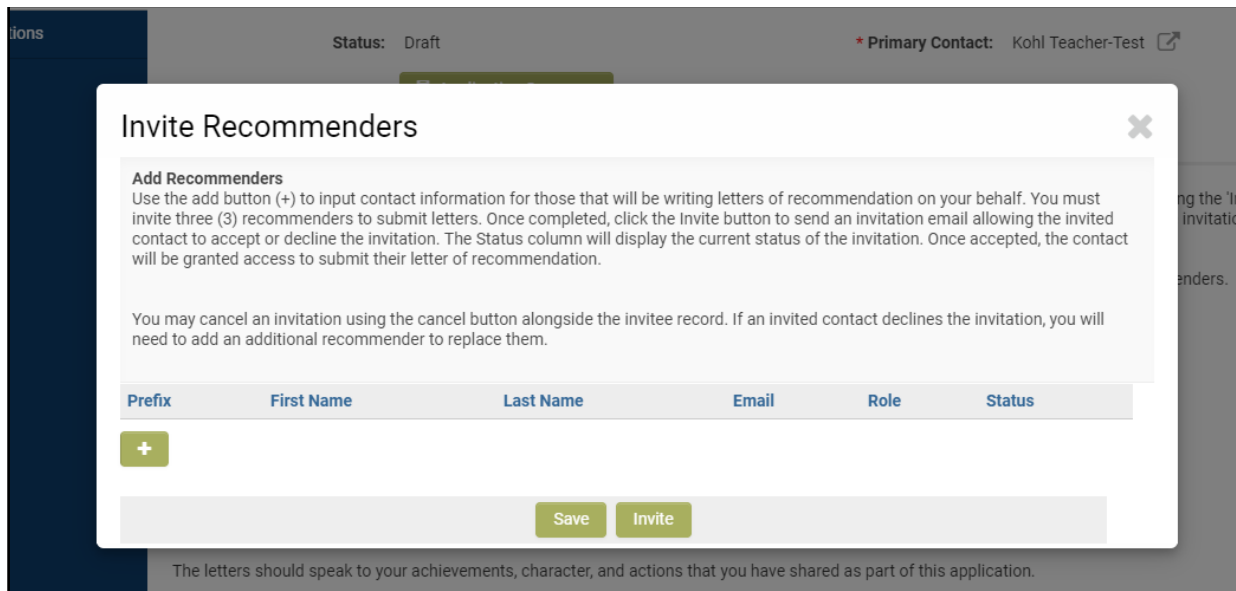 tions
Status: Draft
* Primary Contact: Kohl Teacher-Test
Invite Recommenders
Add Recommenders
Use the add button (+) to input contact information for those that will be writing letters of recommendation on your behalf. You must
invite three (3) recommenders to submit letters. Once completed, click the Invite button to send an invitation email allowing the invited
contact to accept or decline the invitation. The Status column will display the current status of the invitation. Once accepted, the contact
will be granted access to submit their letter of recommendation.
You may cancel an invitation using the cancel button alongside the invitee record. If an invited contact declines the invitation, you will
need to add an additional recommender to replace them.
ng the 'I
invitatio
enders.
Prefix First Name Last Name Email Role Status
+
Save Invite
The letters should speak to your achievements, character, and actions that you have shared as part of this application.